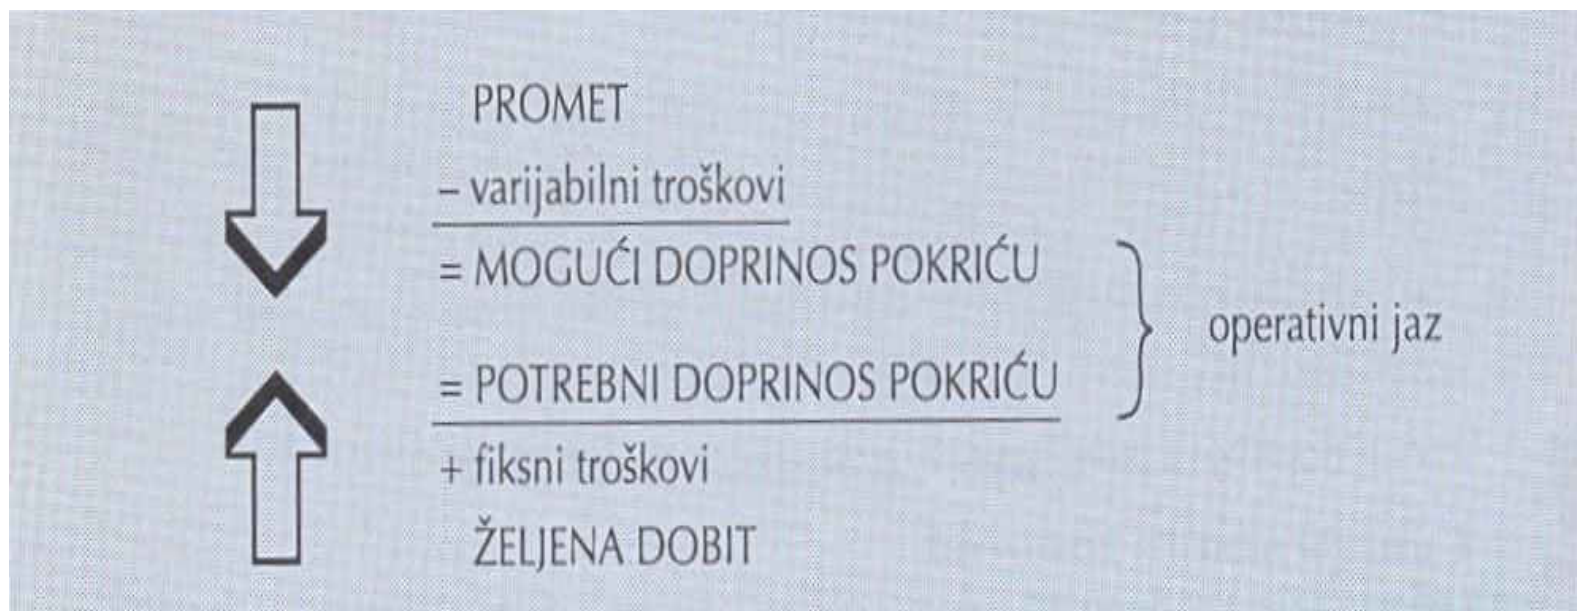 PROMET
– varijabilni troškovi
= MOGUĆI DOPRINOS POKRIĆU
operativni jaz
= POTREBNI DOPRINOS POKRIĆU
+ fiksni troškovi
ŽELJENA DOBIT